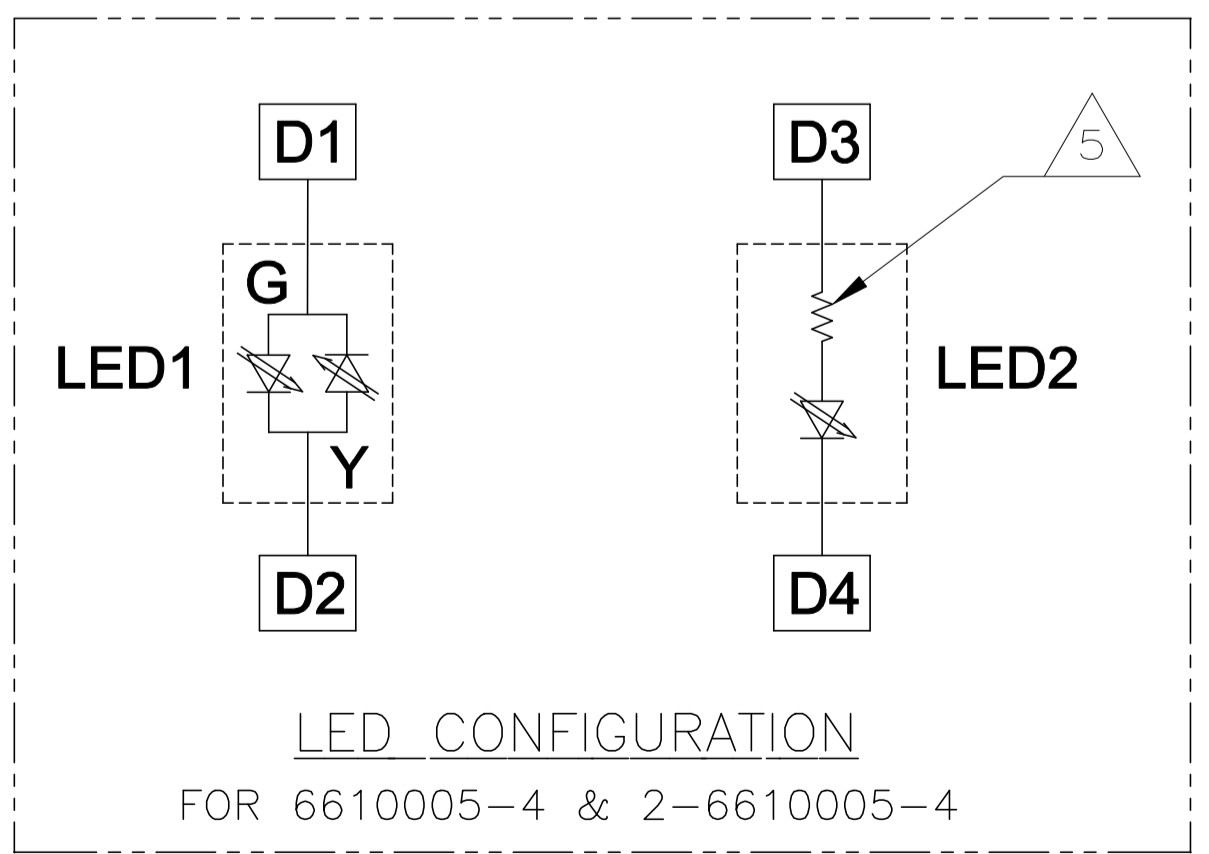 D1
D3
5
G
LED1
LED2
Y
D2
D4
LED CONFIGURATION
FOR 6610005-4 & 2-6610005-4